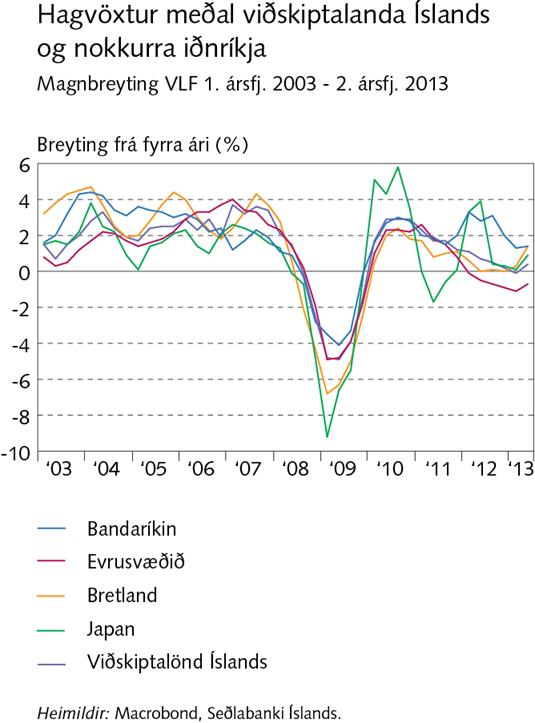 Hagvöxtur meðal viðskiptalanda Íslands
og nokkurra iðnríkja
Magnbreyting VLF 1. ársfj. 2003 - 2. ársfj. 2013
Breyting frá fyrra ári (%)
6
4
2
0
-2
-4
-6
-8
-10
‘03 ‘04 ‘05 ‘06 ‘07 ‘08 ‘09 ‘10 ‘11 ‘12 ‘13
Bandaríkin
Evrusvæðið
Bretland
Japan
Viðskiptalönd Íslands
Heimildir: Macrobond, Seðlabanki Íslands.